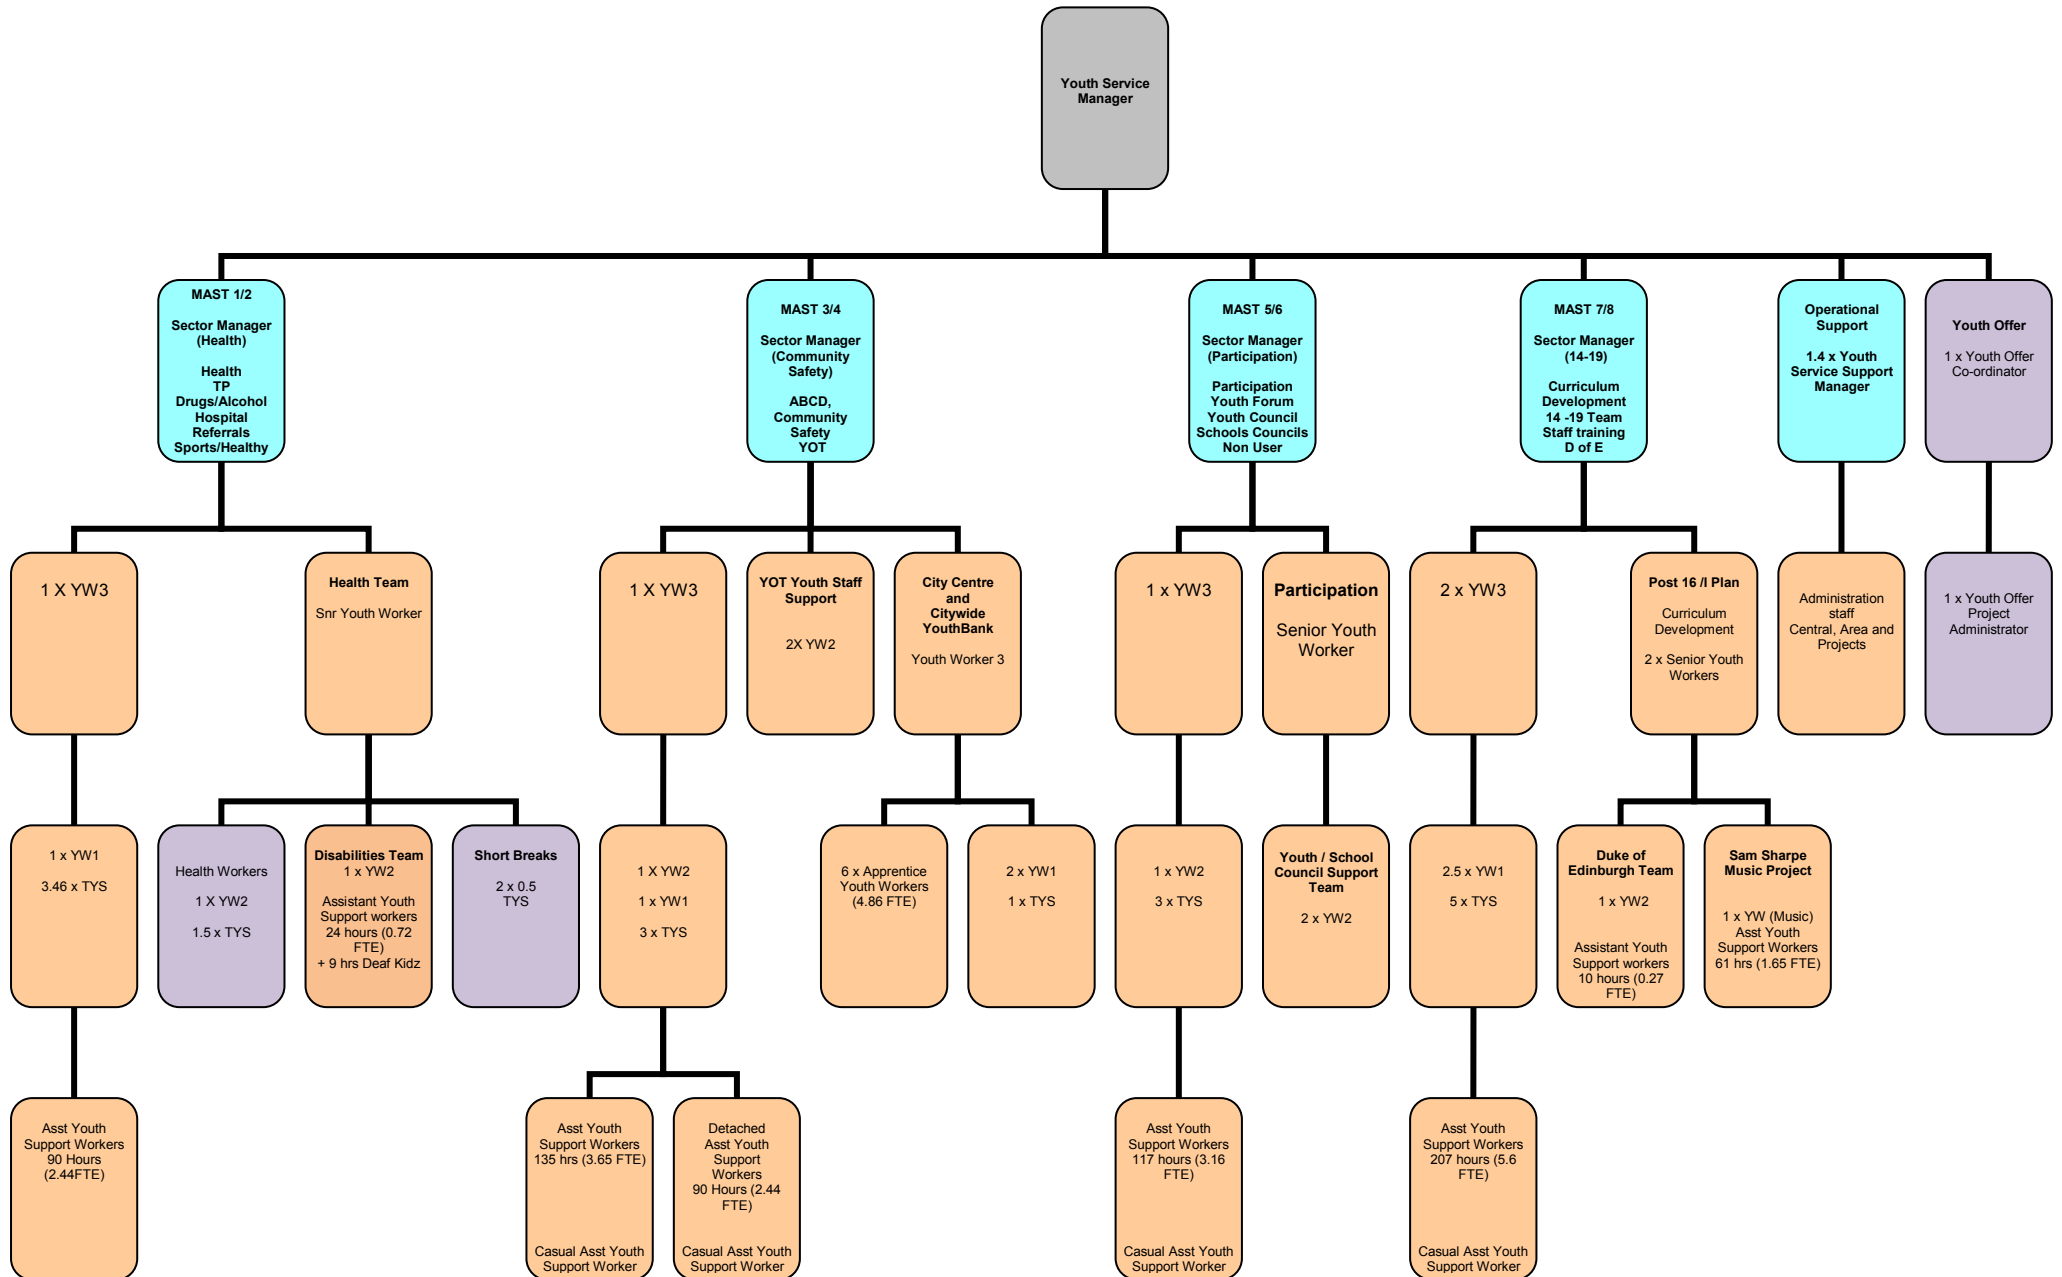 Youth Service
Manager
MAST 1/2
Sector Manager
(Health)
Health
TP
Drugs/Alcohol
Hospital
Referrals
Sports/Healthy
MAST 3/4
Sector Manager
(Community
Safety)
ABCD,
Community
Safety
YOT
MAST 5/6
Sector Manager
(Participation)
Participation
Youth Forum
Youth Council
Schools Councils
Non User
MAST 7/8
Sector Manager
(14-19)
Curriculum
Development
14 -19 Team
Staff training
D of E
Operational
Support
1.4 x Youth
Service Support
Manager
Youth Offer
1 x Youth Offer
Co-ordinator
1 X YW3
Health Team
Snr Youth Worker
1 X YW3
YOT Youth Staff
Support
2X YW2
City Centre
and
Citywide
YouthBank
Youth Worker 3
1 x YW3
Participation
Senior Youth
Worker
2 x YW3
Post 16 /I Plan
Curriculum
Development
2 x Senior Youth
Workers
Administration
staff
Central, Area and
Projects
1 x Youth Offer
Project
Administrator
1 x YW1
3.46 x TYS
Health Workers
1 X YW2
1.5 x TYS
Disabilities Team
1 x YW2
Assistant Youth
Support workers
24 hours (0.72
FTE)
+ 9 hrs Deaf Kidz
Short Breaks
2 x 0.5
TYS
1 X YW2
1 x YW1
3 x TYS
6 x Apprentice
Youth Workers
(4.86 FTE)
2 x YW1
1 x TYS
1 x YW2
3 x TYS
Youth / School
Council Support
Team
2 x YW2
2.5 x YW1
5 x TYS
Duke of
Edinburgh Team
1 x YW2
Assistant Youth
Support workers
10 hours (0.27
FTE)
Sam Sharpe
Music Project
1 x YW (Music)
Asst Youth
Support Workers
61 hrs (1.65 FTE)
Asst Youth
Support Workers
90 Hours
(2.44FTE)
Asst Youth
Support Workers
135 hrs (3.65 FTE)
Casual Asst Youth
Support Worker
Detached
Asst Youth
Support
Workers
90 Hours (2.44
FTE)
Casual Asst Youth
Support Worker
Asst Youth
Support Workers
117 hours (3.16
FTE)
Casual Asst Youth
Support Worker
Asst Youth
Support Workers
207 hours (5.6
FTE)
Casual Asst Youth
Support Worker